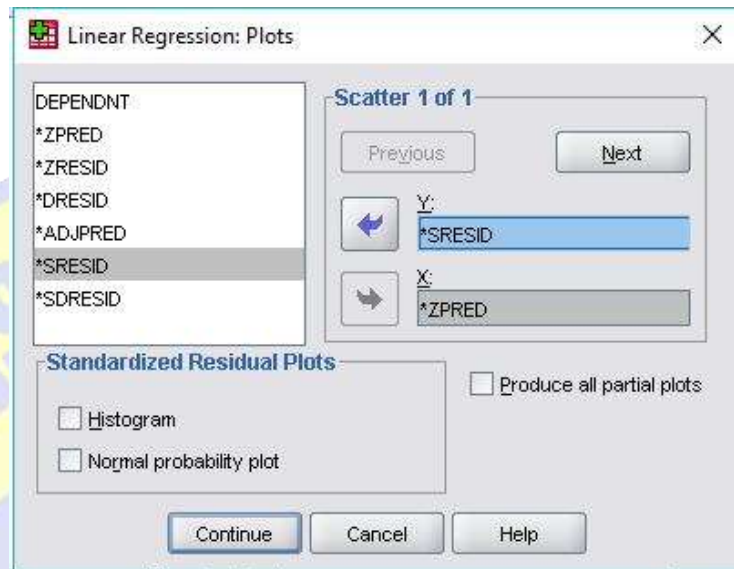 Linear Regression: Plots
DEPENDNT
*ZPRED
*ZRESID
*DRESID
*ADJPRED
*SRESID
*SDRESID
Scatter 1 of 1
Previous
Next
Y:
*SRESID
X:
*ZPRED
Standardized Residual Plots
Histogram
Normal probability plot
Produce all partial plots
Continue
Cancel
Help